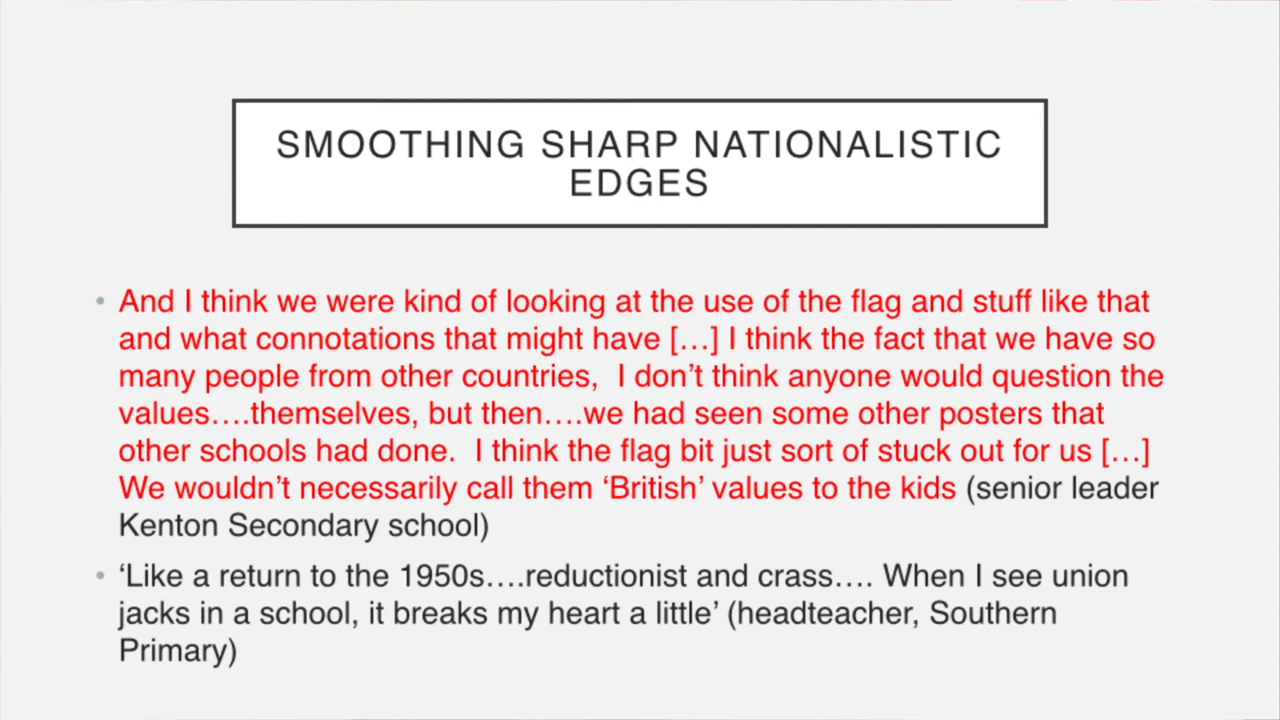 SMOOTHING SHARP NATIONALISTIC
EDGES
• And I think we were kind of looking at the use of the flag and stuff like that
and what connotations that might have […] I think the fact that we have so
many people from other countries,  I don’t think anyone would question the
values….themselves, but then….we had seen some other posters that
other schools had done.  I think the flag bit just sort of stuck out for us […]
We wouldn’t necessarily call them ‘British’ values to the kids (senior leader
Kenton Secondary school)
• ‘Like a return to the 1950s….reductionist and crass…. When I see union
jacks in a school, it breaks my heart a little’ (headteacher, Southern
Primary)